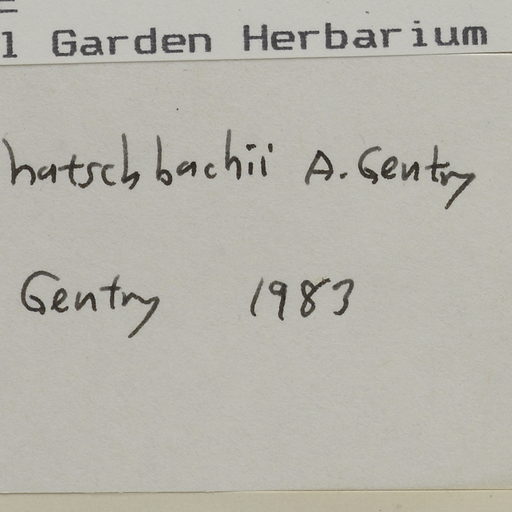 l Garden Herbarium
hatschbachii A. Gentry
Gentry 1983